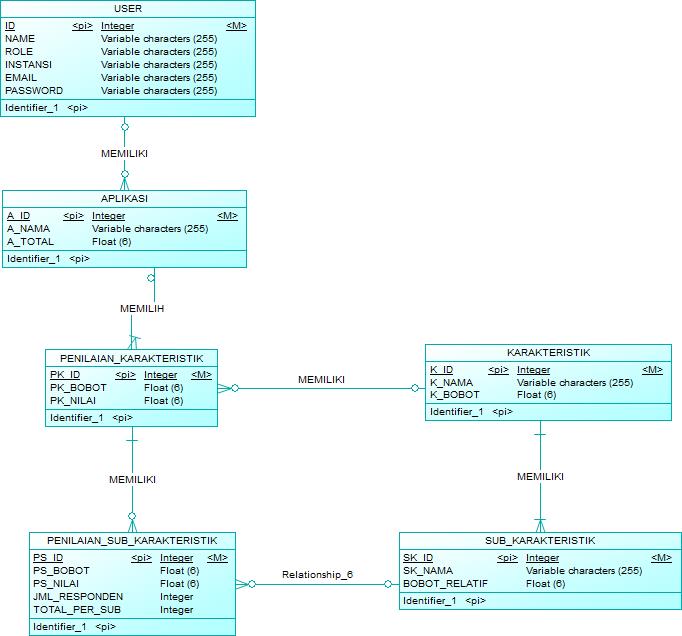 USER
ID <pi> Integer <M>
NAME Variable characters (255)
ROLE Variable characters (255)
INSTANSI Variable characters (255)
EMAIL Variable characters (255)
PASSWORD Variable characters (255)
Identifier_1 <pi>
MEMILIKI
APLIKASI
A_ID <pi> Integer <M>
A_NAMA Variable characters (255)
A_TOTAL Float (6)
Identifier_1 <pi>
MEMILIH
PENILAIAN_KARAKTERISTIK
PK_ID <pi> Integer <M>
PK_BOBOT Float (6)
PK_NILAI Float (6)
Identifier_1 <pi>
MEMILIKI
KARAKTERISTIK
K_ID <pi> Integer <M>
K_NAMA Variable characters (255)
K_BOBOT Float (6)
Identifier_1 <pi>
MEMILIKI
MEMILIKI
PENILAIAN_SUB_KARAKTERISTIK
PS_ID <pi> Integer <M>
PS_BOBOT Float (6)
PS_NILAI Float (6)
JML_RESPONDEN Integer
TOTAL_PER_SUB Integer
Identifier_1 <pi>
Relationship_6
SUB_KARAKTERISTIK
SK_ID <pi> Integer <M>
SK_NAMA Variable characters (255)
BOBOT_RELATIF Float (6)
Identifier_1 <pi>